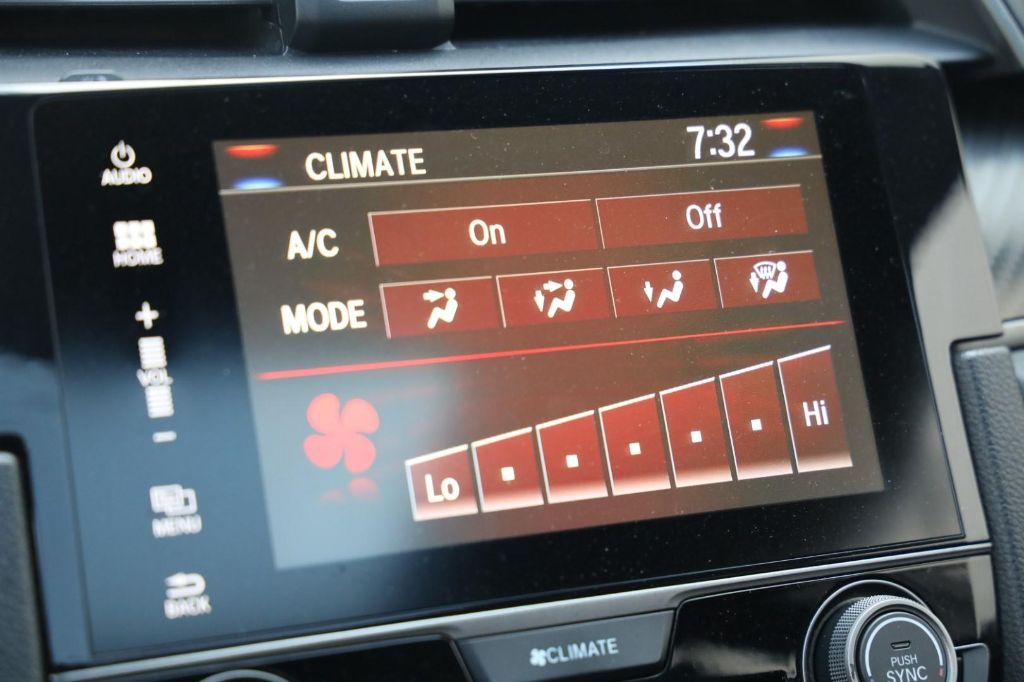 AUDIO
HOME
+
VOL
-
MENU
BACK
CLIMATE 7:32
A/C On Off
MODE
Lo Hi
CLIMATE
PUSH
SYNC